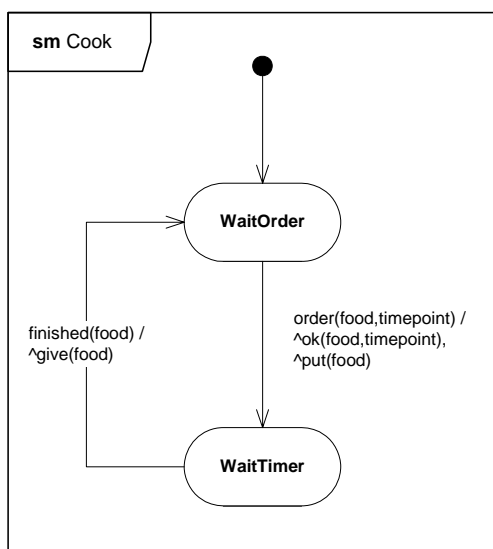 sm Cook
WaitOrder
finished(food) /
^give(food)
order(food,timepoint) /
^ok(food,timepoint),
^put(food)
WaitTimer